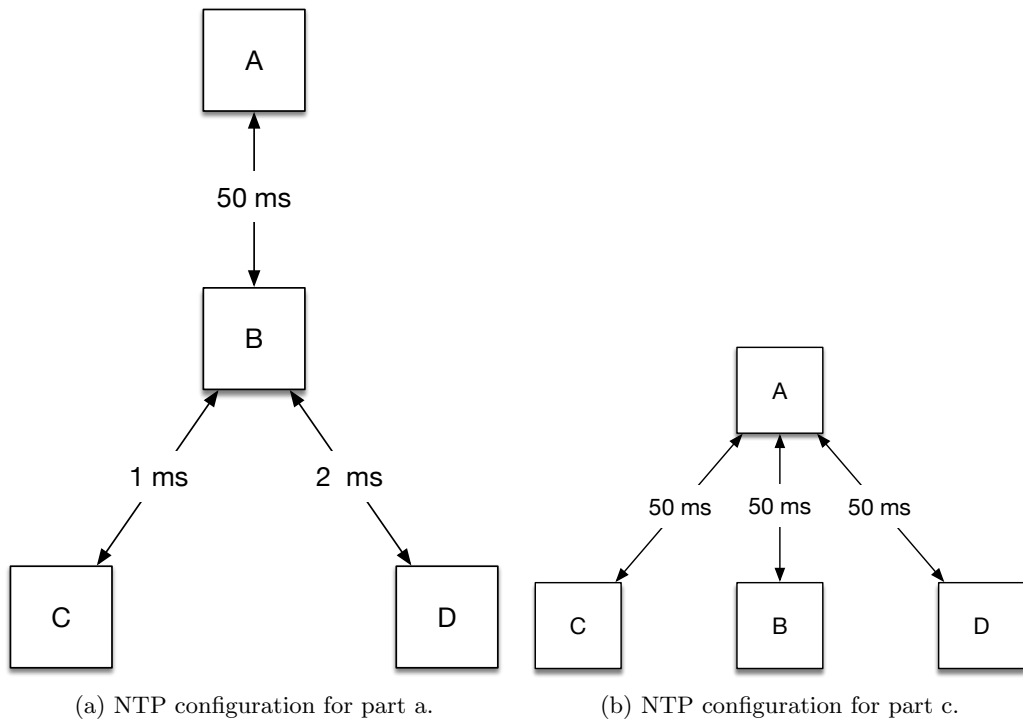 A
50 ms
B
1 ms
2 ms
C
D
(a) NTP configuration for part a.
A
50 ms
50 ms
50 ms
C
B
D
(b) NTP configuration for part c.